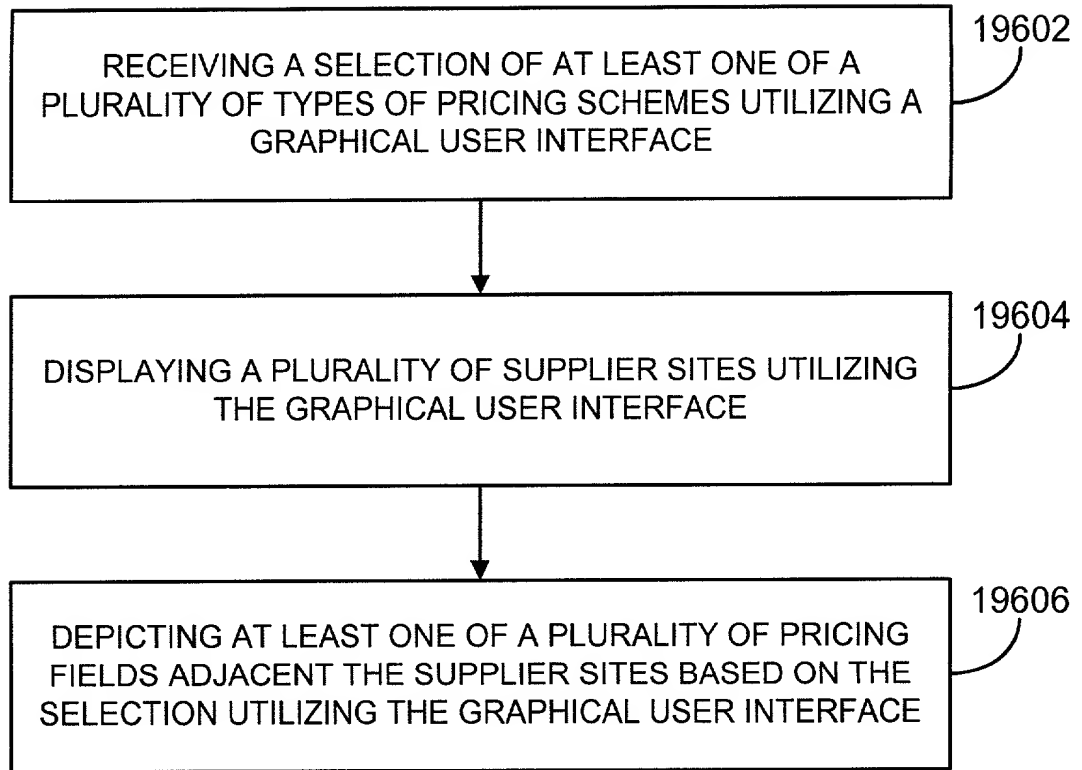 19602
RECEIVING A SELECTION OF AT LEAST ONE OF A
PLURALITY OF TYPES OF PRICING SCHEMES UTILIZING A
GRAPHICAL USER INTERFACE
19604
DISPLAYING A PLURALITY OF SUPPLIER SITES UTILIZING
THE GRAPHICAL USER INTERFACE
19606
DEPICTING AT LEAST ONE OF A PLURALITY OF PRICING
FIELDS ADJACENT THE SUPPLIER SITES BASED ON THE
SELECTION UTILIZING THE GRAPHICAL USER INTERFACE